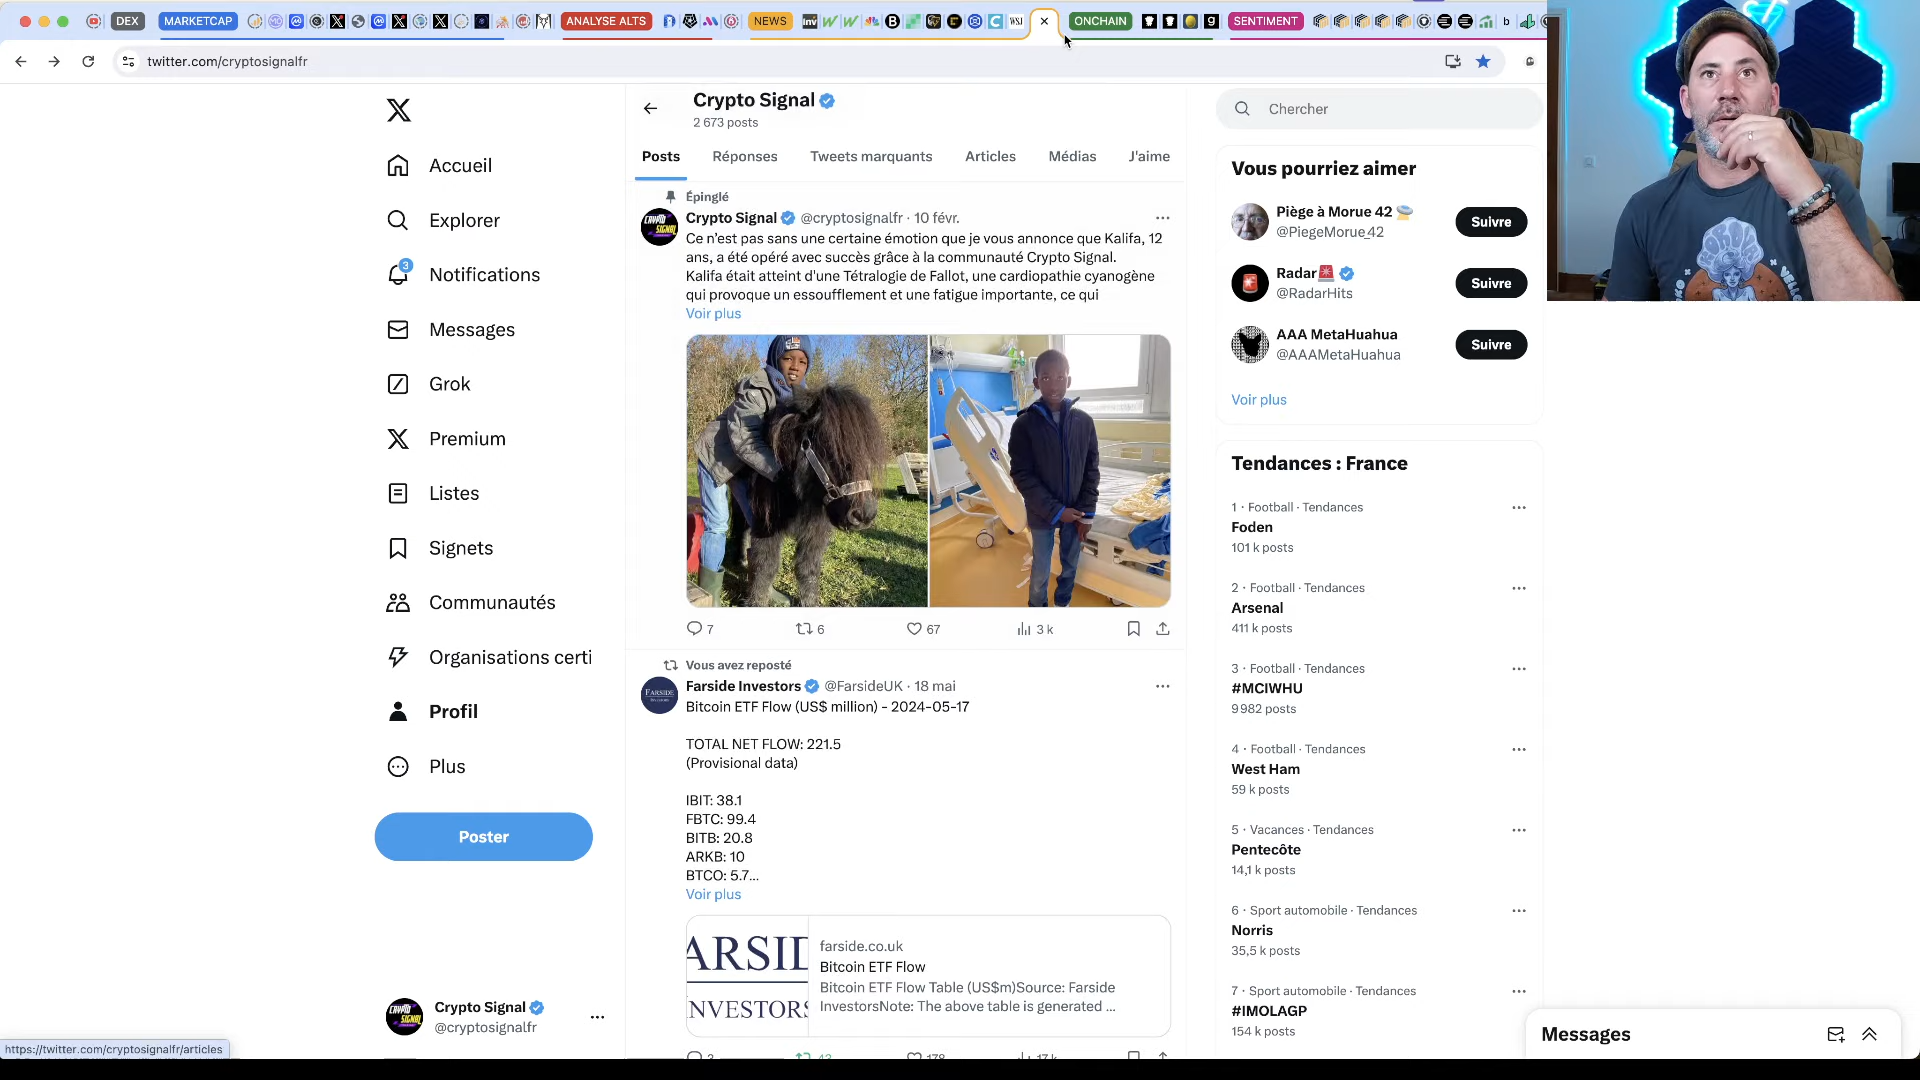 DEX
MARKETCAP
ANALYSE ALTS
NEWS
ONCHAIN
SENTIMENT
twitter.com/cryptosignalfr
Accueil
Explorer
3
Notifications
Messages
Grok
Premium
Listes
Signets
Communautés
Organisations certi
Profil
Plus
Poster
Crypto Signal
@cryptosignalfr
https://twitter.com/cryptosignalfr/articles
Crypto Signal
2 673 posts
Posts Réponses Tweets marquants Articles Médias J'aime
Épinglé
Crypto Signal @cryptosignalfr · 10 févr.
Ce n'est pas sans une certaine émotion que je vous annonce que Kalifa, 12
ans, a été opéré avec succès grâce à la communauté Crypto Signal.
Kalifa était atteint d'une Tétralogie de Fallot, une cardiopathie cyanogène
qui provoque un essoufflement et une fatigue importante, ce qui
Voir plus
7 6 67 3 k
Vous avez reposté
Farside Investors @FarsideUK · 18 mai
Bitcoin ETF Flow (US$ million) - 2024-05-17
TOTAL NET FLOW: 221.5
(Provisional data)
IBIT: 38.1
FBTC: 99.4
BITB: 20.8
ARKB: 10
BTCO: 5.7...
Voir plus
ARSID
NVESTORS
farside.co.uk
Bitcoin ETF Flow
Bitcoin ETF Flow Table (US$m)Source: Farside
InvestorsNote: The above table is generated ...
3 43 178 17 k
Chercher
Vous pourriez aimer
Piège à Morue 42
@PiegeMorue_42
Suivre
Radar
@RadarHits
Suivre
AAA MetaHuahua
@AAAMetaHuahua
Suivre
Voir plus
Tendances : France
1 · Football · Tendances
Foden
101 k posts
2 · Football · Tendances
Arsenal
411 k posts
3 · Football · Tendances
#MCIWHU
9 982 posts
4 · Football · Tendances
West Ham
59 k posts
5 · Vacances · Tendances
Pentecôte
14,1 k posts
6 · Sport automobile · Tendances
Norris
35,5 k posts
7 · Sport automobile · Tendances
#IMOLAGP
154 k posts
Messages